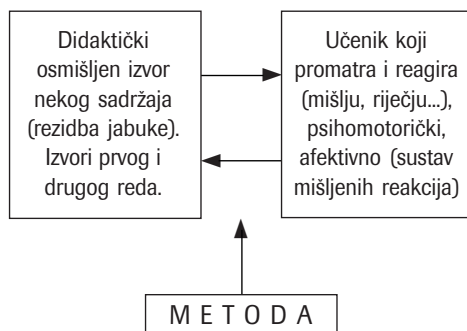 Didaktički
osmišljen izvor
nekog sadržaja
(rezidba jabuke).
Izvori prvog i
drugog reda.
Učenik koji
promatra i reagira
(mišlju, riječju...),
psihomotorički,
afektivno (sustav
mišljenih reakcija)
METODA